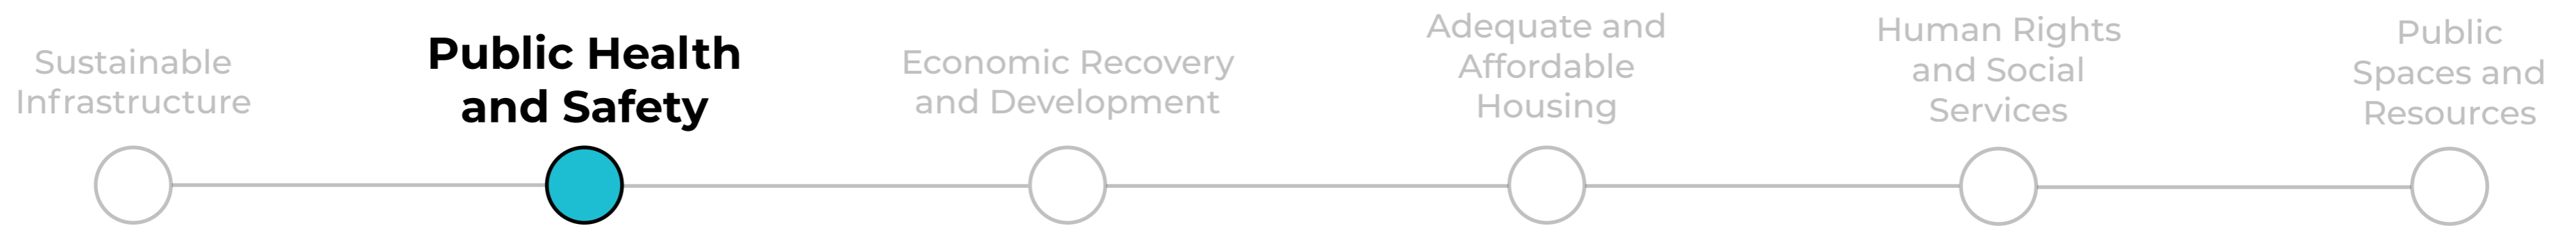 Sustainable
Infrastructure
Public Health
and Safety
Economic Recovery
and Development
Adequate and
Affordable
Housing
Human Rights
and Social
Services
Public
Spaces and
Resources